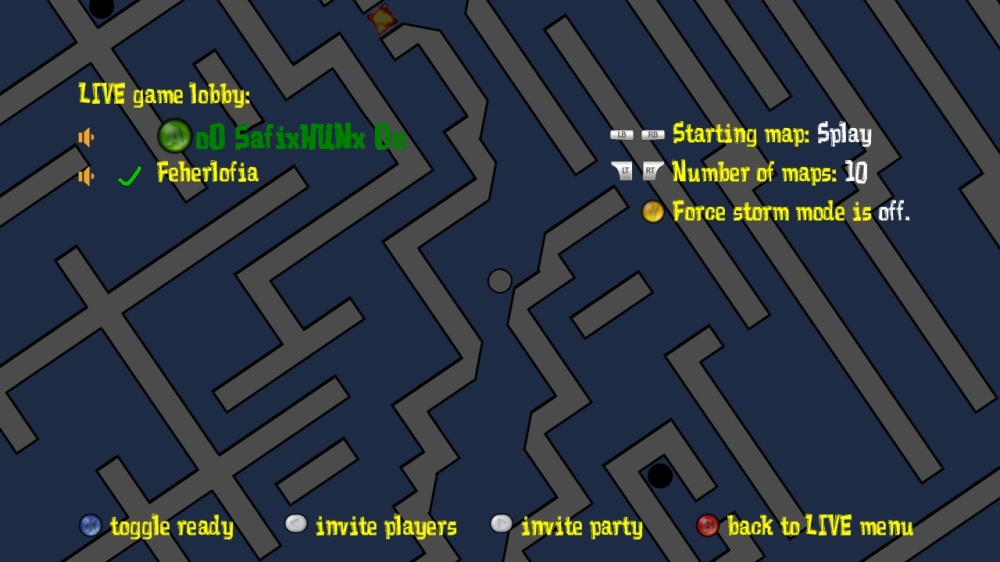 LIVE game lobby:
oO SafixHUNx Oo
Feherlofia
LB RB Starting map: Splay
LT RT Number of maps: 10
Force storm mode is off.
toggle ready
invite players
invite party
back to LIVE menu